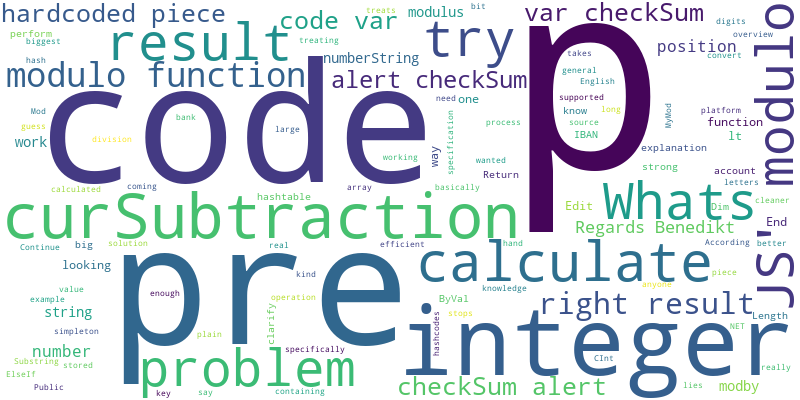 hardcoded piece
treats
bit
code var
modulus
var checkSum
digits
perform
biggest
result
treating
try
takes
overview
hash
numberString
general
English
position
convert
modulo function
alert checkSum
need
one
supported
know
long
platform
Mod
code
p
modulo
guess
bank
large
process
source
IBAN
MyMod
function
lt
work
division
way
specification
wanted
explanation
working
Return
strong
account
calculated
coming
array
basically
letters
cleaner
hashtable
Whats
Edit
Dim
curSubtraction
Regards Benedikt
End
Continue
big
solution
real
efficient
hand
According
better
looking
kind
knowledge
calculate
anyone
piece
JS'
value
pre
enough
operation
ByVal
right result
example
string
clarify
stops
Length
simpleton
plain
hashcodes
integer
NET
number
specifically
CInt
really
Substring
stored
problem
ElseIf
Public
key
say
containing
checkSum alert
lies
modby